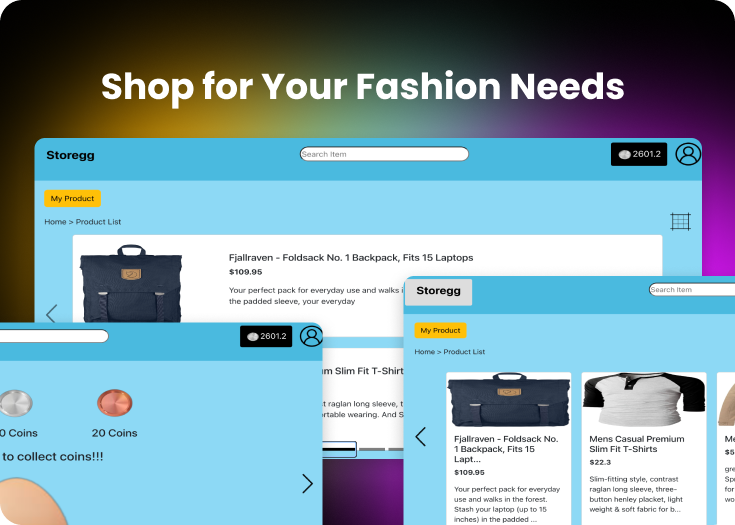 Shop for Your Fashion Needs
Storegg
Search Item
2601.2
My Product
Home > Product List
Fjallraven - Foldsack No. 1 Backpack, Fits 15 Laptops
$109.95
Your perfect pack for everyday use and walks i
the padded sleeve, your everyday
m Slim Fit T-Shirt
raglan long sleeve, t
rtable wearing. And S
2601.2
0 Coins
20 Coins
to collect coins!!!
Storegg
Search Item
My Product
Home > Product List
Fjallraven - Foldsack No.
1 Backpack, Fits 15
Lapt...
$109.95
Your perfect pack for everyday
use and walks in the forest.
Stash your laptop (up to 15
inches) in the padded ...
Mens Casual Premium
Slim Fit T-Shirts
$22.3
Slim-fitting style, contrast
raglan long sleeve, three-
button henley placket, light
weight & soft fabric for b...
Me
$5
gre
Spr
for
wo